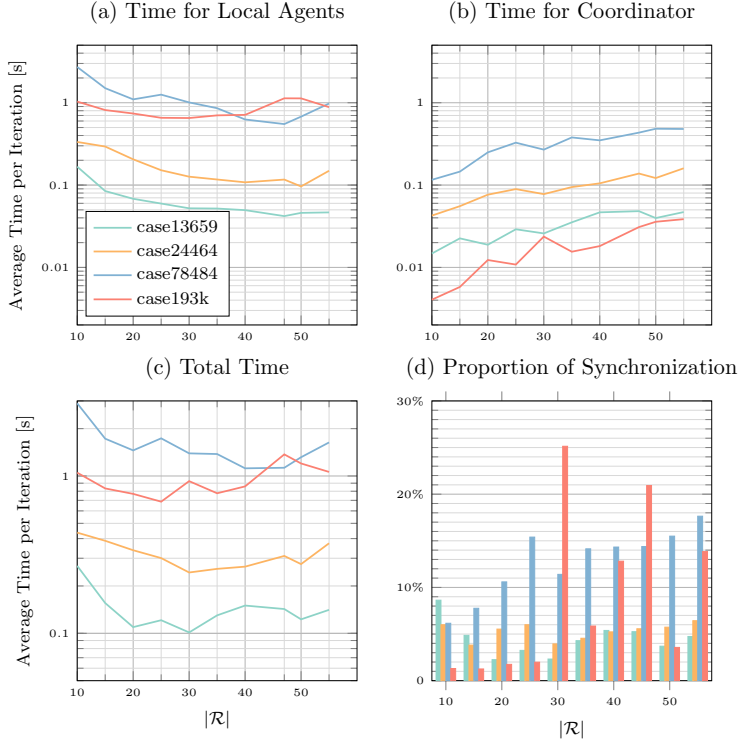 (a) Time for Local Agents
(b) Time for Coordinator
Average Time per Iteration [s]
1
0.1
0.01
case13659
case24464
case78484
case193k
10 20 30 40 50
1
0.1
0.01
10 20 30 40 50
(c) Total Time
(d) Proportion of Synchronization
Average Time per Iteration [s]
1
0.1
10 20 30 40 50
|ℛ|
30%
20%
10%
0
10 20 30 40 50
|ℛ|